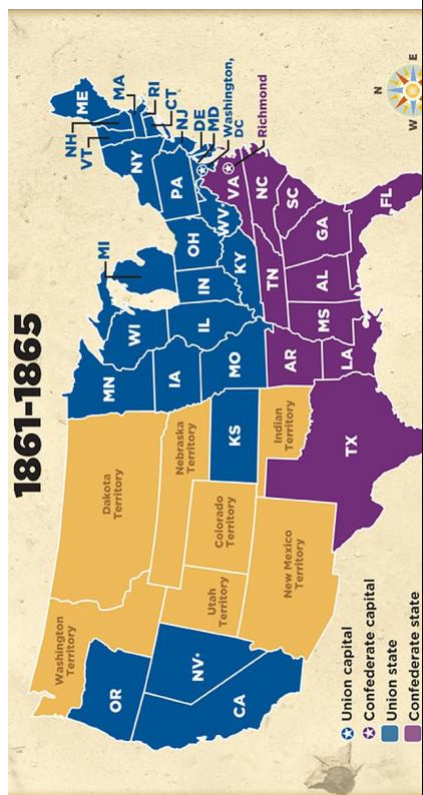 1861-1865
Washington
Territory
Dakota
Territory
MN
WI
MI
VT
NH
ME
MA
RI
CT
NY
NJ
PA
DE
MD
Washington,
DC
Richmond
OR
NV*
CA
Utah
Territory
Colorado
Territory
Nebraska
Territory
KS
IA
MO
IL
IN
OH
KY
WV
VA
New Mexico
Territory
Indian
Territory
TX
AR
LA
TN
MS
AL
GA
NC
SC
FL
N
W
E
Union capital
Confederate capital
Union state
Confederate state